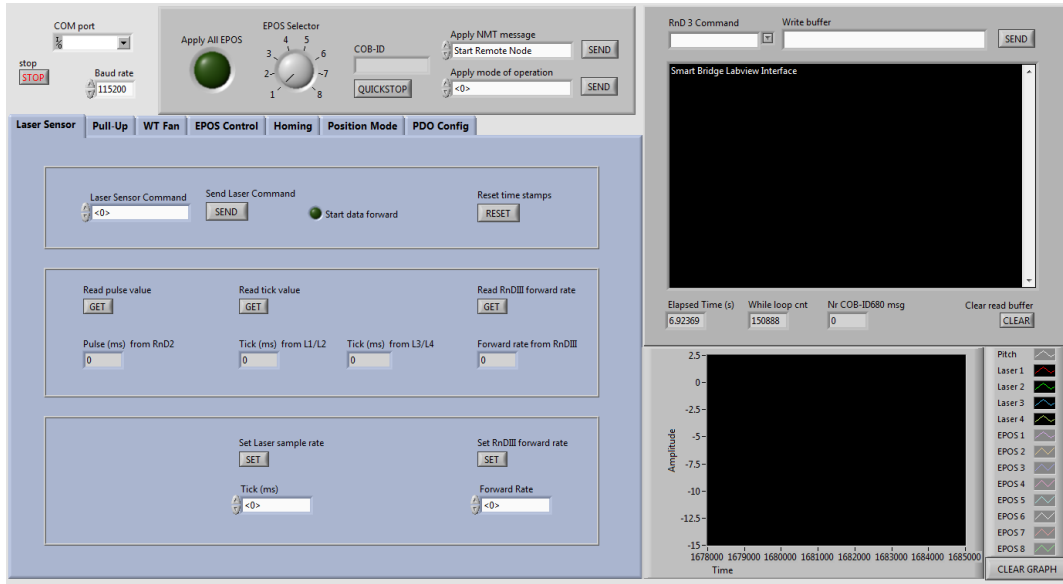 COM port
stop
STOP
Baud rate
115200
Apply All EPOS
EPOS Selector
1 2 3 4 5 6 7 8
COB-ID
QUICKSTOP
Apply NMT message
Start Remote Node
SEND
Apply mode of operation
<0>
SEND
RnD 3 Command
Write buffer
SEND
Smart Bridge Labview Interface
Laser Sensor Pull-Up WT Fan EPOS Control Homing Position Mode PDO Config
Laser Sensor Command
<0>
Send Laser Command
SEND
Start data forward
Reset time stamps
RESET
Read pulse value
GET
Read tick value
GET
Read RnDIII forward rate
GET
Pulse (ms) from RnD2
0
Tick (ms) from L1/L2
0
Tick (ms) from L3/L4
0
Forward rate from RnDIII
0
Set Laser sample rate
SET
Set RnDIII forward rate
SET
Tick (ms)
<0>
Forward Rate
<0>
Elapsed Time (s)
6.92369
While loop cnt
150888
Nr COB-ID680 msg
0
Clear read buffer
CLEAR
Amplitude
2.5
0
-2.5
-5
-7.5
-10
-12.5
-15
1678000 1679000 1680000 1681000 1682000 1683000 1684000 1685000
Time
Pitch
Laser 1
Laser 2
Laser 3
Laser 4
EPOS 1
EPOS 2
EPOS 3
EPOS 4
EPOS 5
EPOS 6
EPOS 7
EPOS 8
CLEAR GRAPH